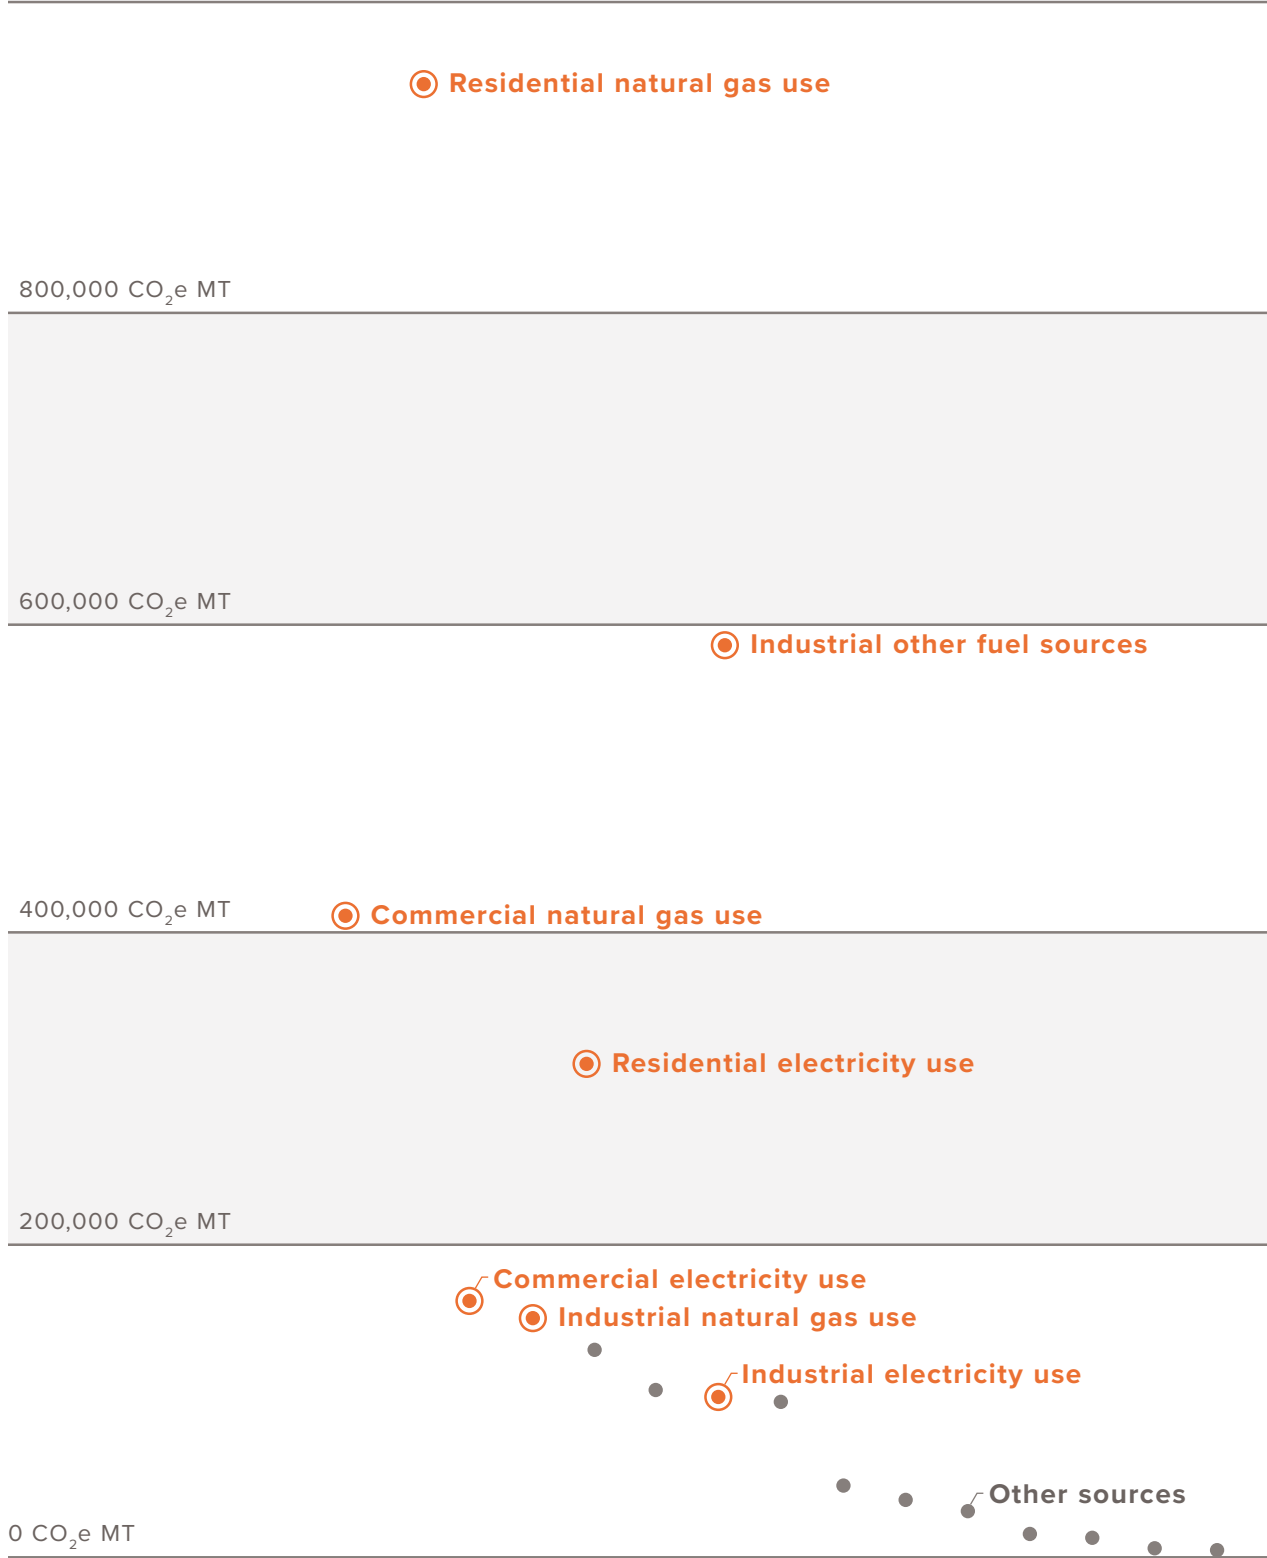 Residential natural gas use
800,000 CO₂e MT
600,000 CO₂e MT
Industrial other fuel sources
400,000 CO₂e MT
Commercial natural gas use
Residential electricity use
200,000 CO₂e MT
Commercial electricity use
Industrial natural gas use
Industrial electricity use
Other sources
0 CO₂e MT